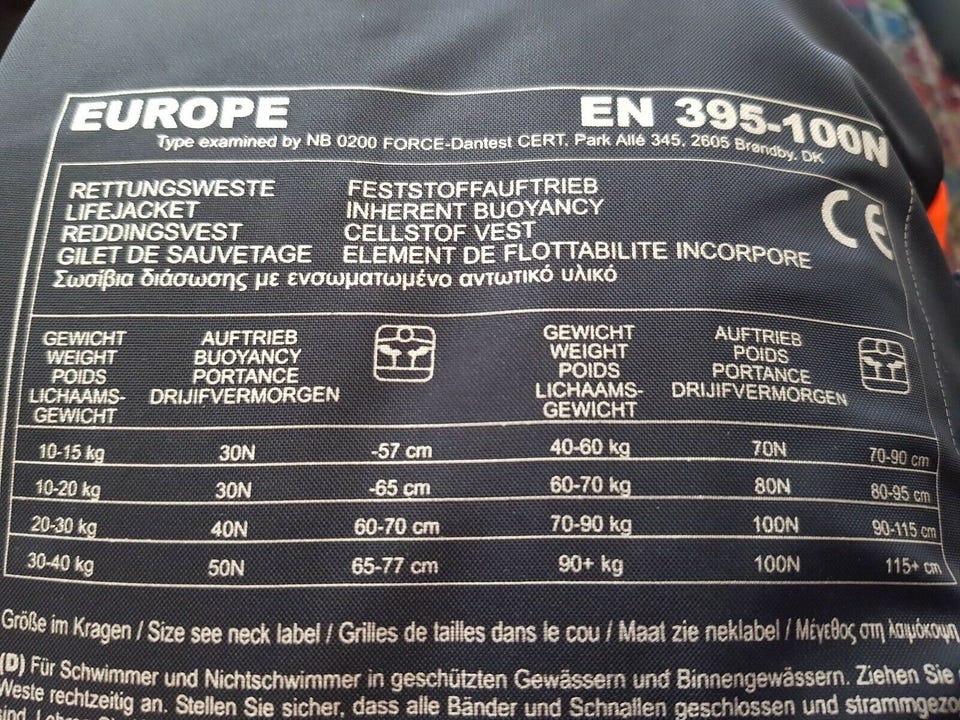 EUROPE EN 395-100N
Type examined by NB 0200 FORCE-Dantest CERT. Park Allé 345, 2605 Brøndby, DK
RETTUNGSWESTE FESTSTOFFAUFTRIEB
LIFEJACKET INHERENT BUOYANCY
REDDINGSVEST CELLSTOF VEST
GILET DE SAUVETAGE ELEMENT DE FLOTTABILITE INCORPORE
Σωσίβια διάσωσης με ενσωματωμένο αντωτικό υλικό
CE
GEWICHT AUFTRIEB GEWICHT AUFTRIEB
WEIGHT BUOYANCY WEIGHT POIDS
POIDS PORTANCE POIDS PORTANCE
LICHAAMS- DRIJIFVERMORGEN LICHAAMS- DRIJIFVERMORGEN
GEWICHT GEWICHT
10-15 kg 30N -57 cm 40-60 kg 70N 70-90 cm
10-20 kg 30N -65 cm 60-70 kg 80N 80-95 cm
20-30 kg 40N 60-70 cm 70-90 kg 100N 90-115 cm
30-40 kg 50N 65-77 cm 90+ kg 100N 115+ cm
Größe im Kragen / Size see neck label / Grilles de tailles dans le cou / Maat zie neklabel / Μέγεθος στη λαιμόκοψη
(D) Für Schwimmer und Nichtschwimmer in geschützten Gewässern und Binnengewässern. Ziehen Sie
Weste rechtzeitig an. Stellen Sie sicher, dass alle Bänder und Schnallen geschlossen und strammgezo
sind.